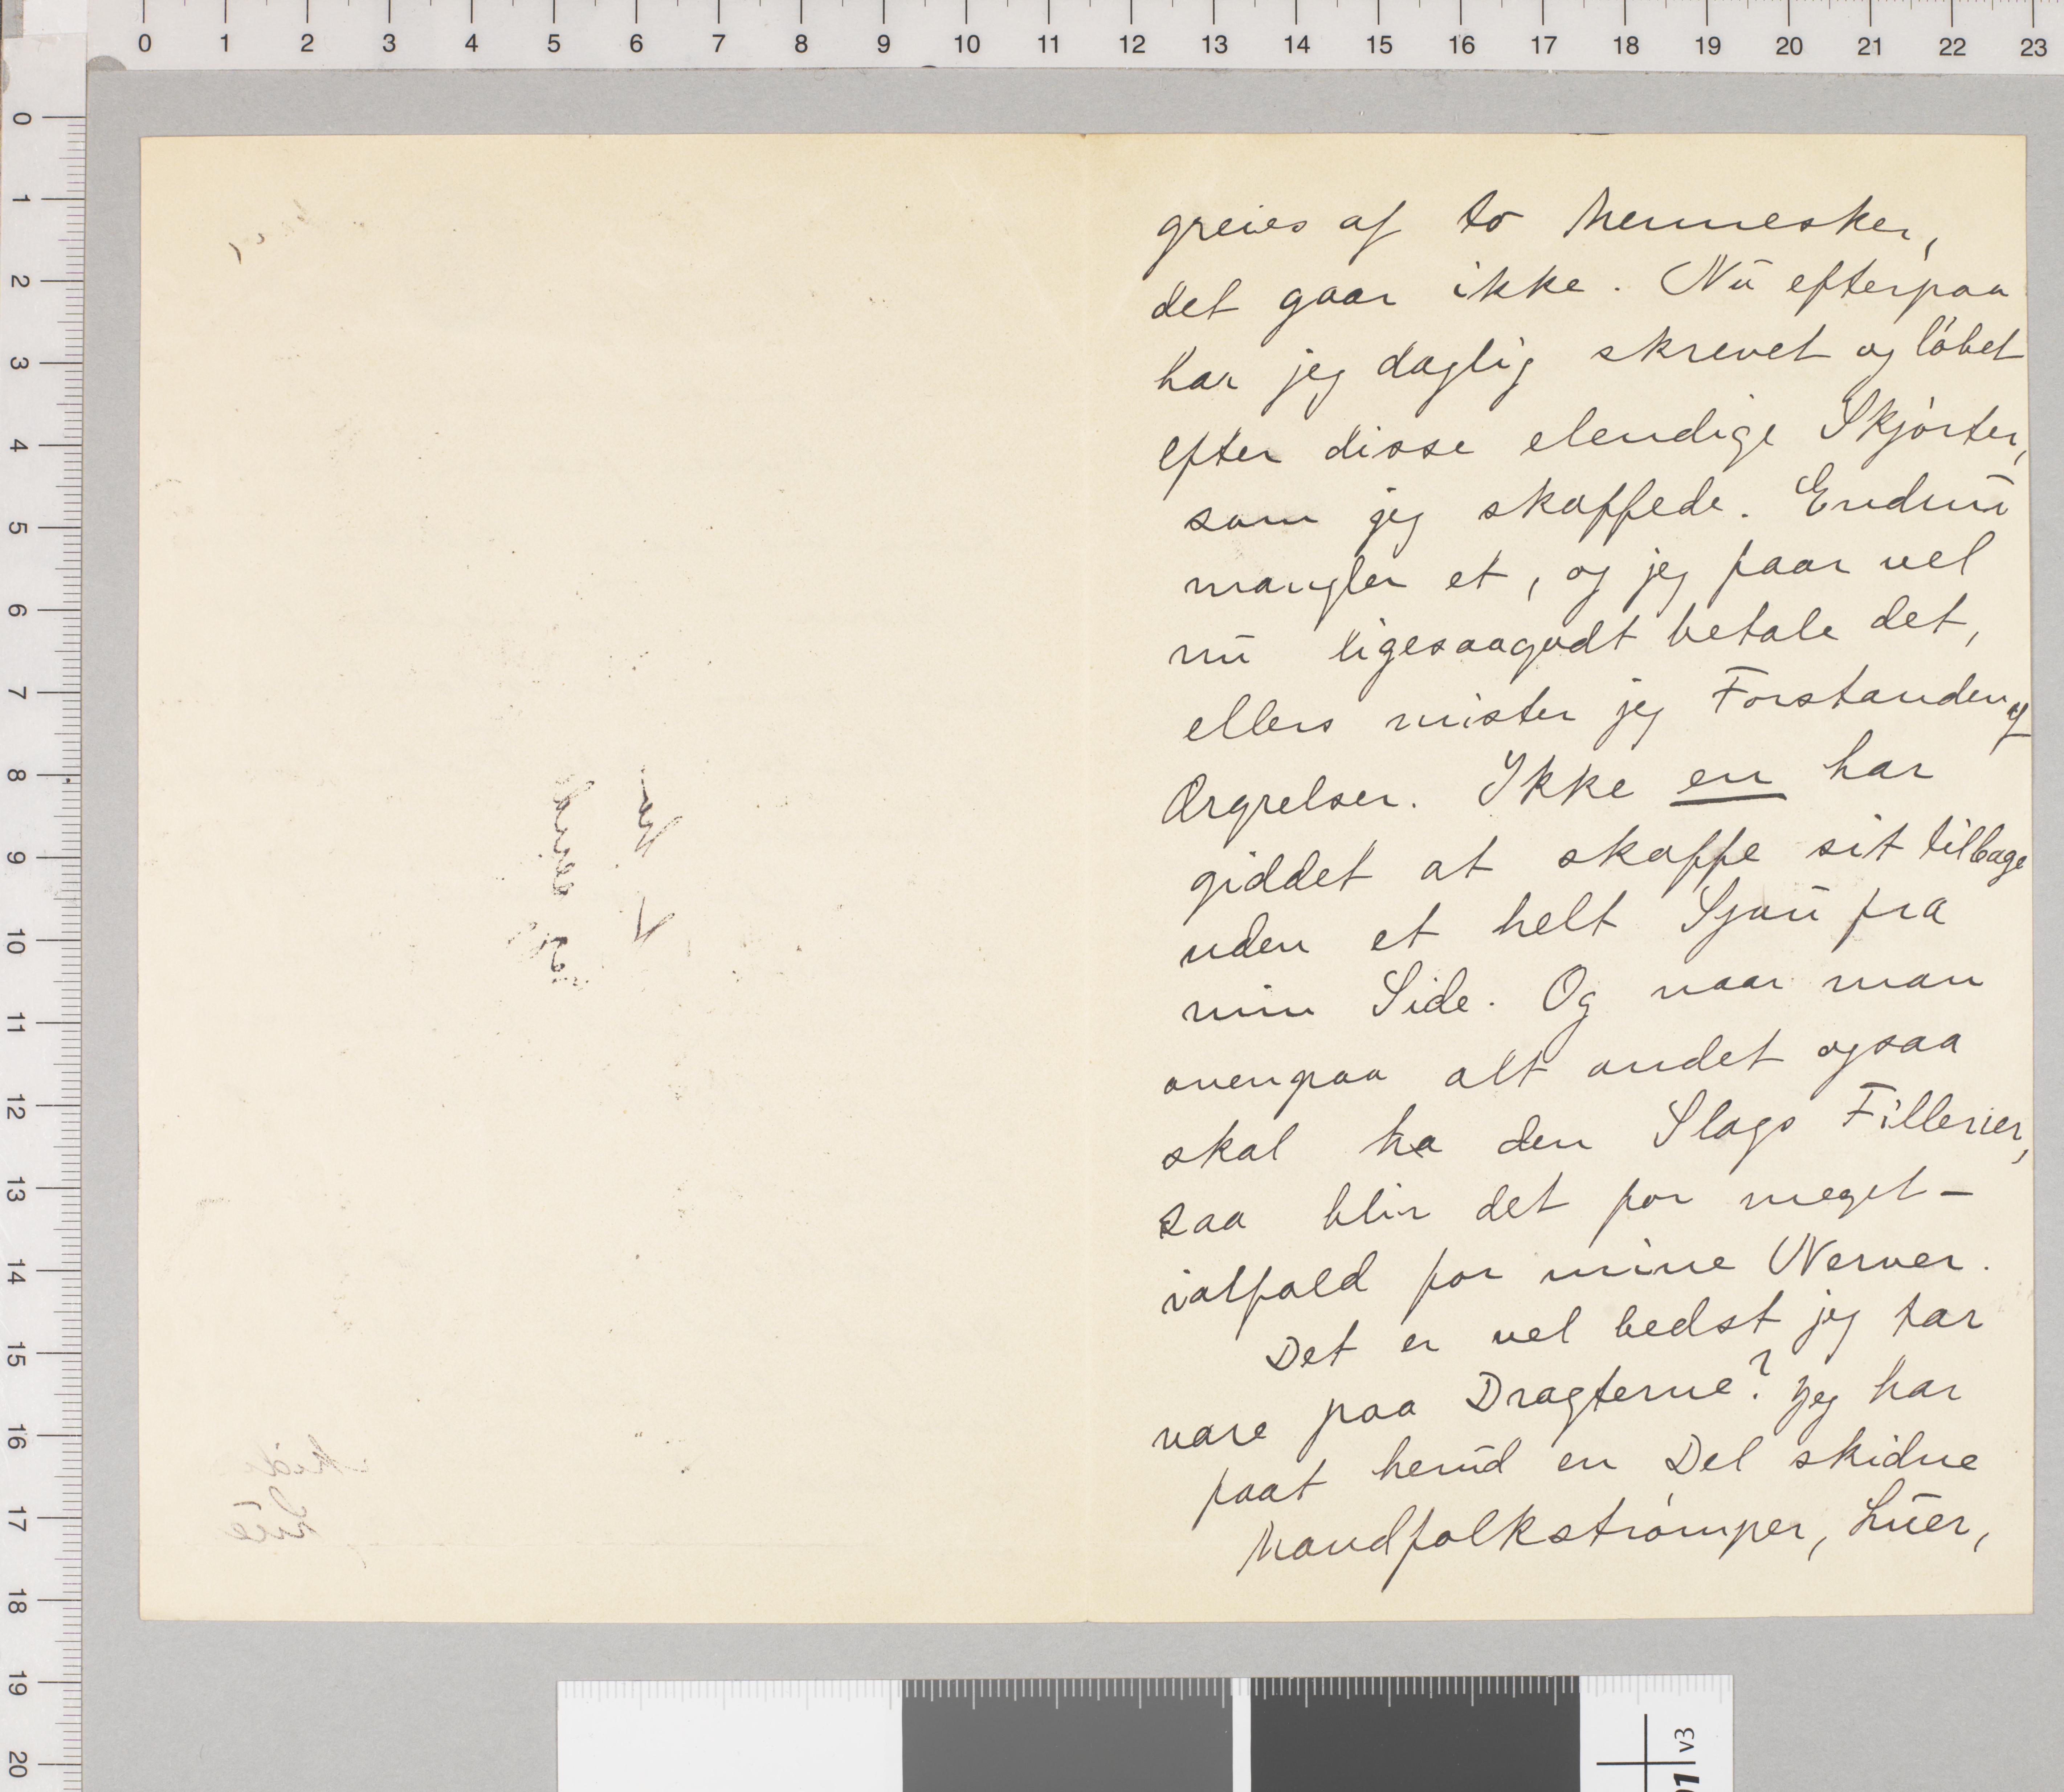 greies af to Mennesker,
det gaar ikke. Nu efterpaa
har jeg daglig skrevet og løbet
efter disse elendige Skjørter,
som jeg skaffede. Endnu
mangler et, og jeg faar vel
nu ligesaagodt betale det,
ellers mister jeg Forstanden af
Ærgrelser. Ikke en har
giddet at skaffe sit tilbage
uden et helt Sjau fra
min Side. Og naar man
ovenpaa alt andet ogsaa
skal ha den Slags Fillerier,
saa blir det for meget –
ialfald for mine Nerver.
Det er vel bedst jeg tar
vare paa Dragterne? Jeg har
faat herud en Del skidne
Mandfolkstrømper, Luer,
0 1 2 3 4 5 6 7 8 9 10 11 12 13 14 15 16 17 18 19 20 21 22 23
0
1
2
3
4
5
6
7
8
9
10
11
12
13
14
15
16
17
18
19
20
v3